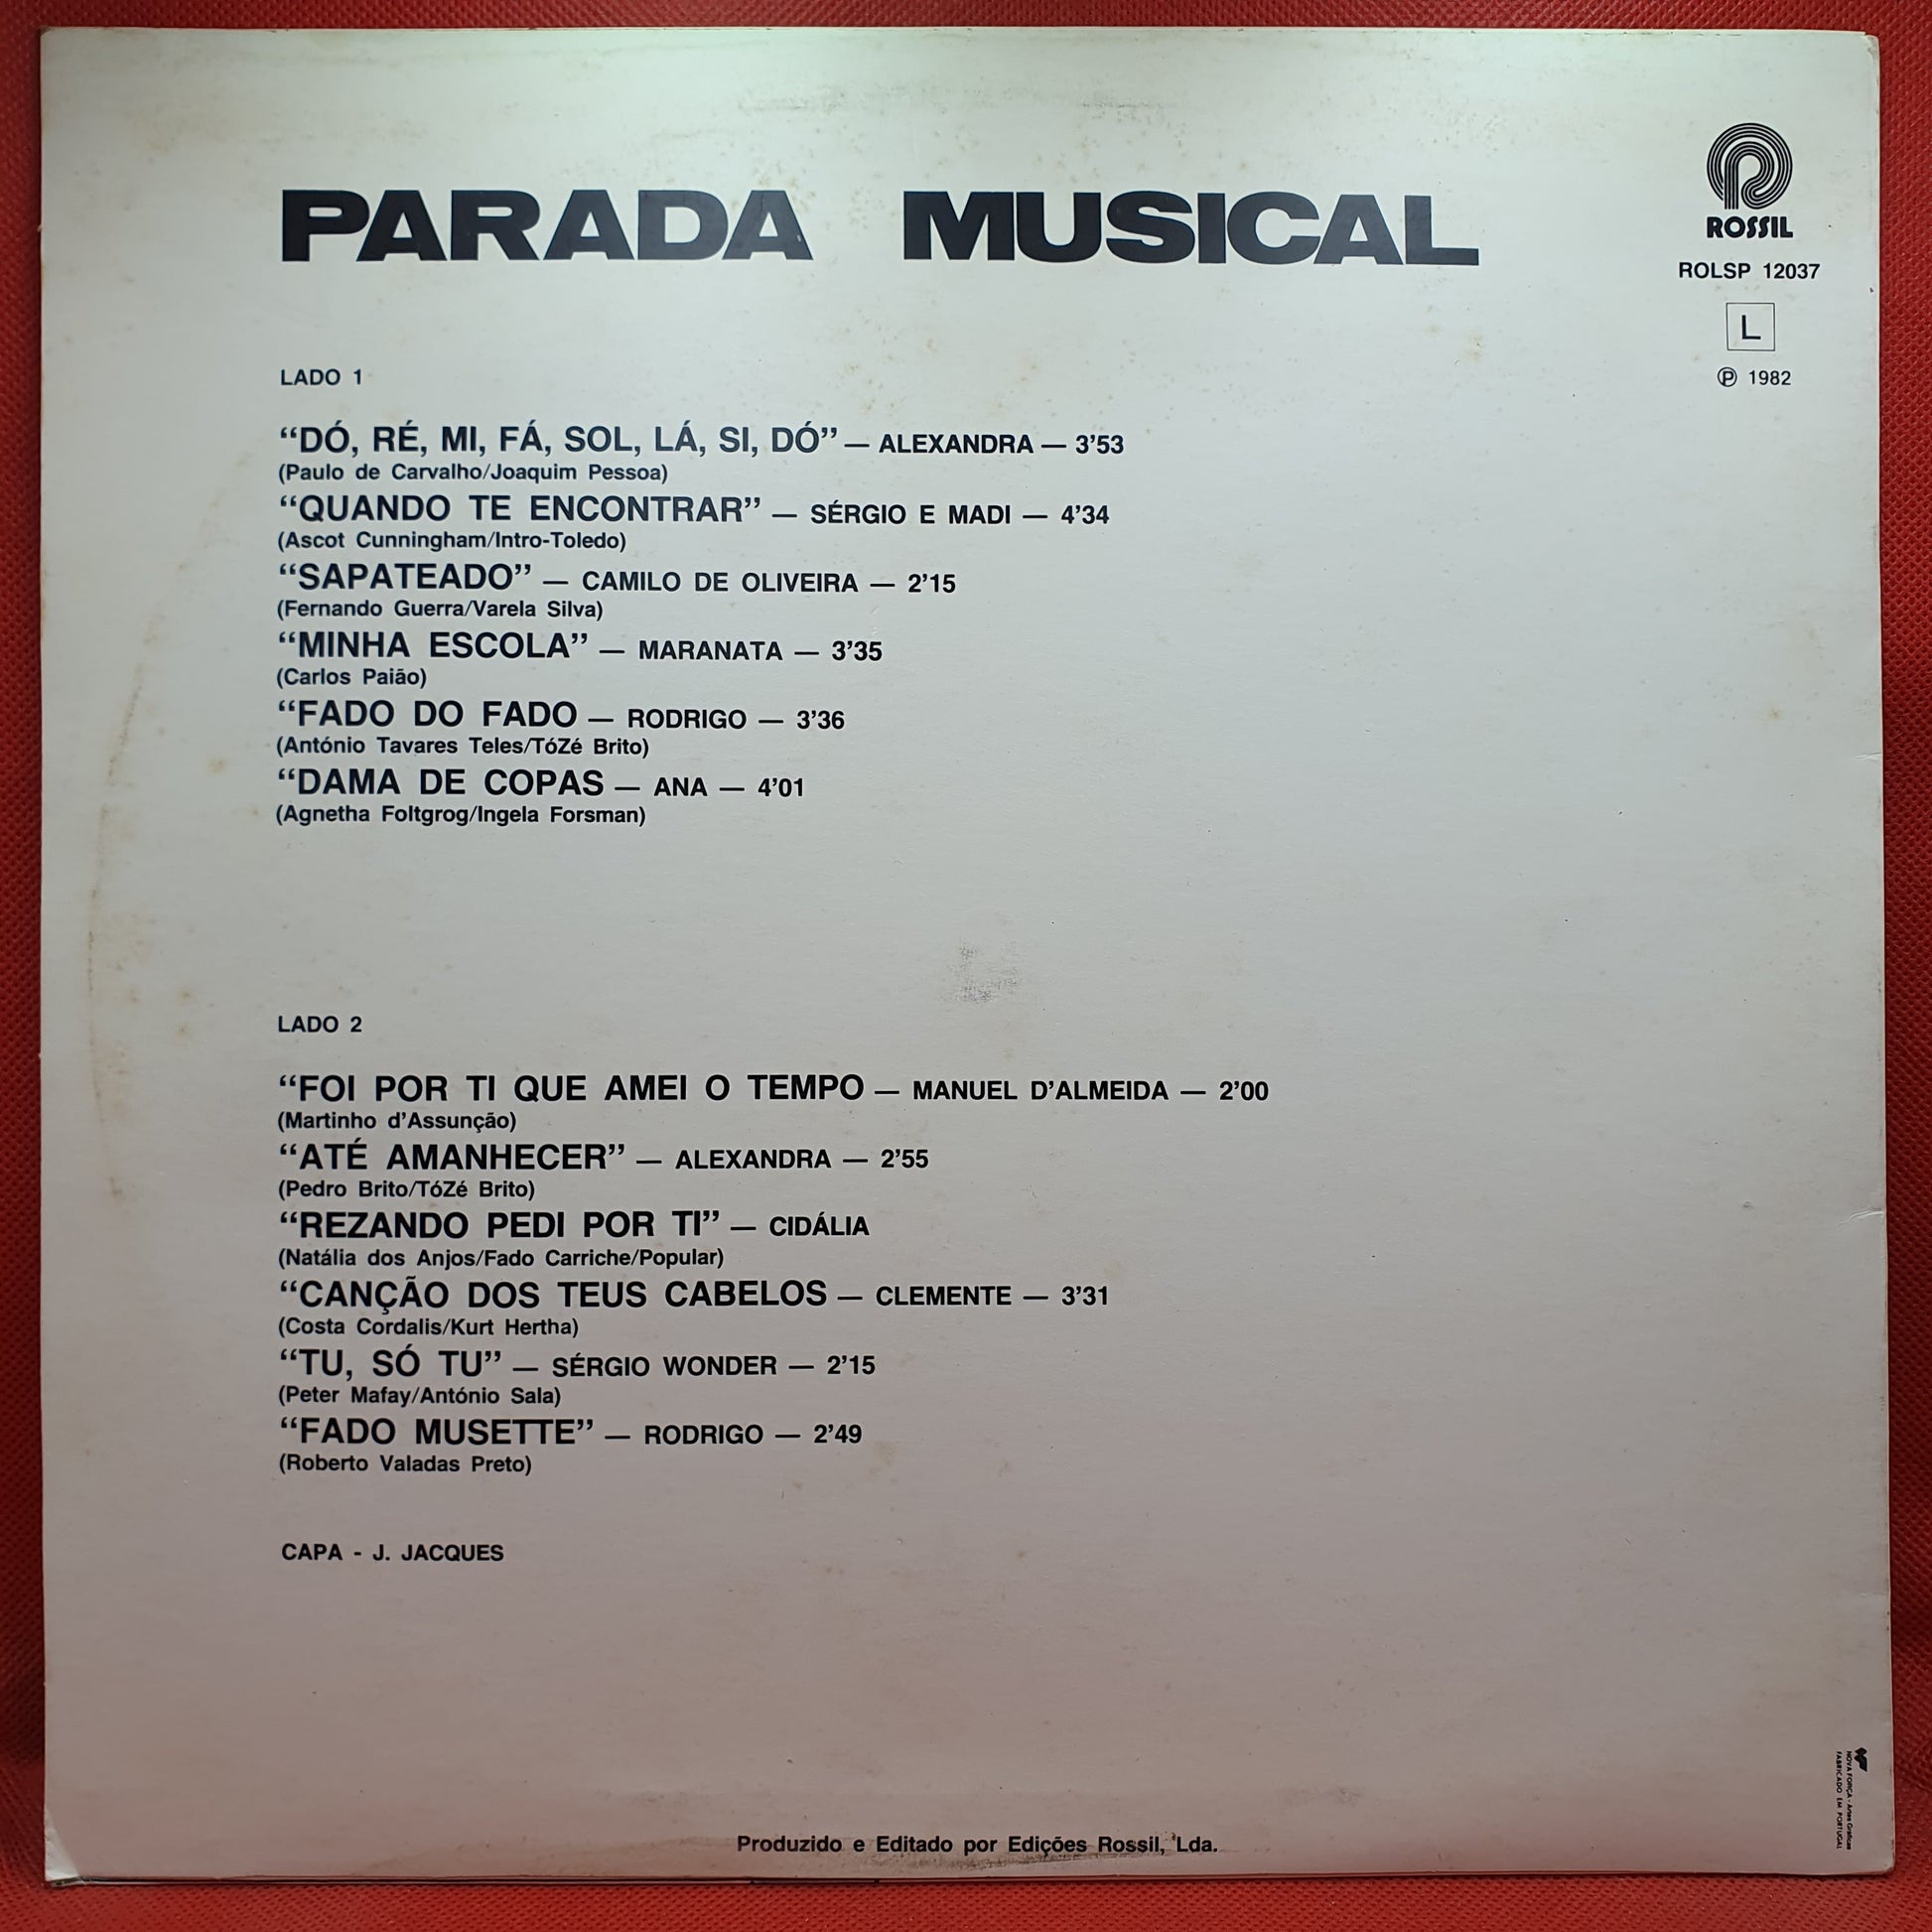 PARADA MUSICAL
ROSSIL
ROLSP 12037
L
Ⓟ 1982
LADO 1
“DÓ, RÉ, MI, FÁ, SOL, LÁ, SI, DÓ” — ALEXANDRA — 3’53
(Paulo de Carvalho/Joaquim Pessoa)
“QUANDO TE ENCONTRAR” — SÉRGIO E MADI — 4’34
(Ascot Cunningham/Intro-Toledo)
“SAPATEADO” — CAMILO DE OLIVEIRA — 2’15
(Fernando Guerra/Varela Silva)
“MINHA ESCOLA” — MARANATA — 3’35
(Carlos Paião)
“FADO DO FADO — RODRIGO — 3’36
(António Tavares Teles/TóZé Brito)
“DAMA DE COPAS — ANA — 4’01
(Agnetha Foltgrog/Ingela Forsman)
LADO 2
“FOI POR TI QUE AMEI O TEMPO — MANUEL D’ALMEIDA — 2’00
(Martinho d’Assunção)
“ATÉ AMANHECER” — ALEXANDRA — 2’55
(Pedro Brito/TóZé Brito)
“REZANDO PEDI POR TI” — CIDÁLIA
(Natália dos Anjos/Fado Carriche/Popular)
“CANÇÃO DOS TEUS CABELOS — CLEMENTE — 3’31
(Costa Cordalis/Kurt Hertha)
“TU, SÓ TU” — SÉRGIO WONDER — 2’15
(Peter Mafay/António Sala)
“FADO MUSETTE” — RODRIGO — 2’49
(Roberto Valadas Preto)
CAPA - J. JACQUES
NOVA FORÇA - Artes Gráficas
FABRICADO EM PORTUGAL
Produzido e Editado por Edições Rossil, Lda.